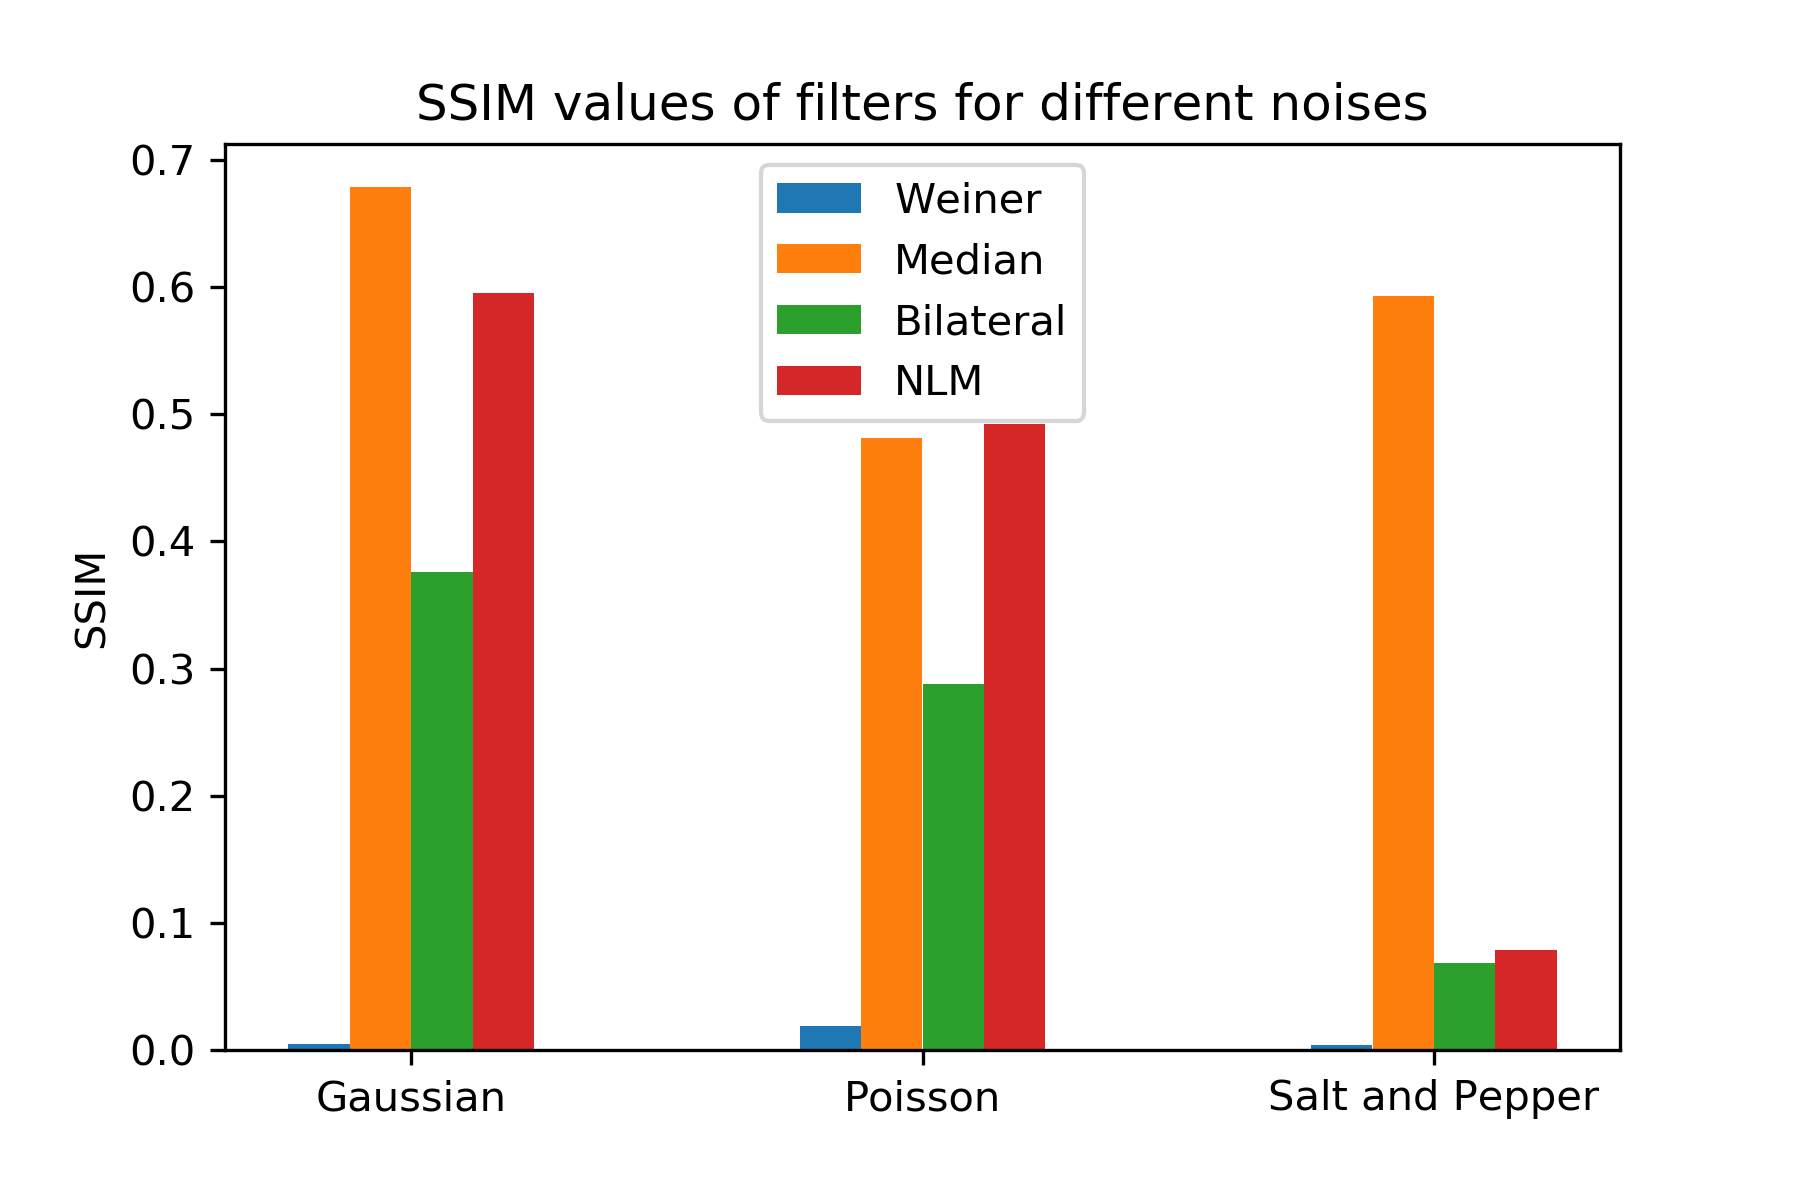 SSIM values of filters for different noises
Weiner
Median
Bilateral
NLM
SSIM
0.7
0.6
0.5
0.4
0.3
0.2
0.1
0.0
Gaussian
Poisson
Salt and Pepper